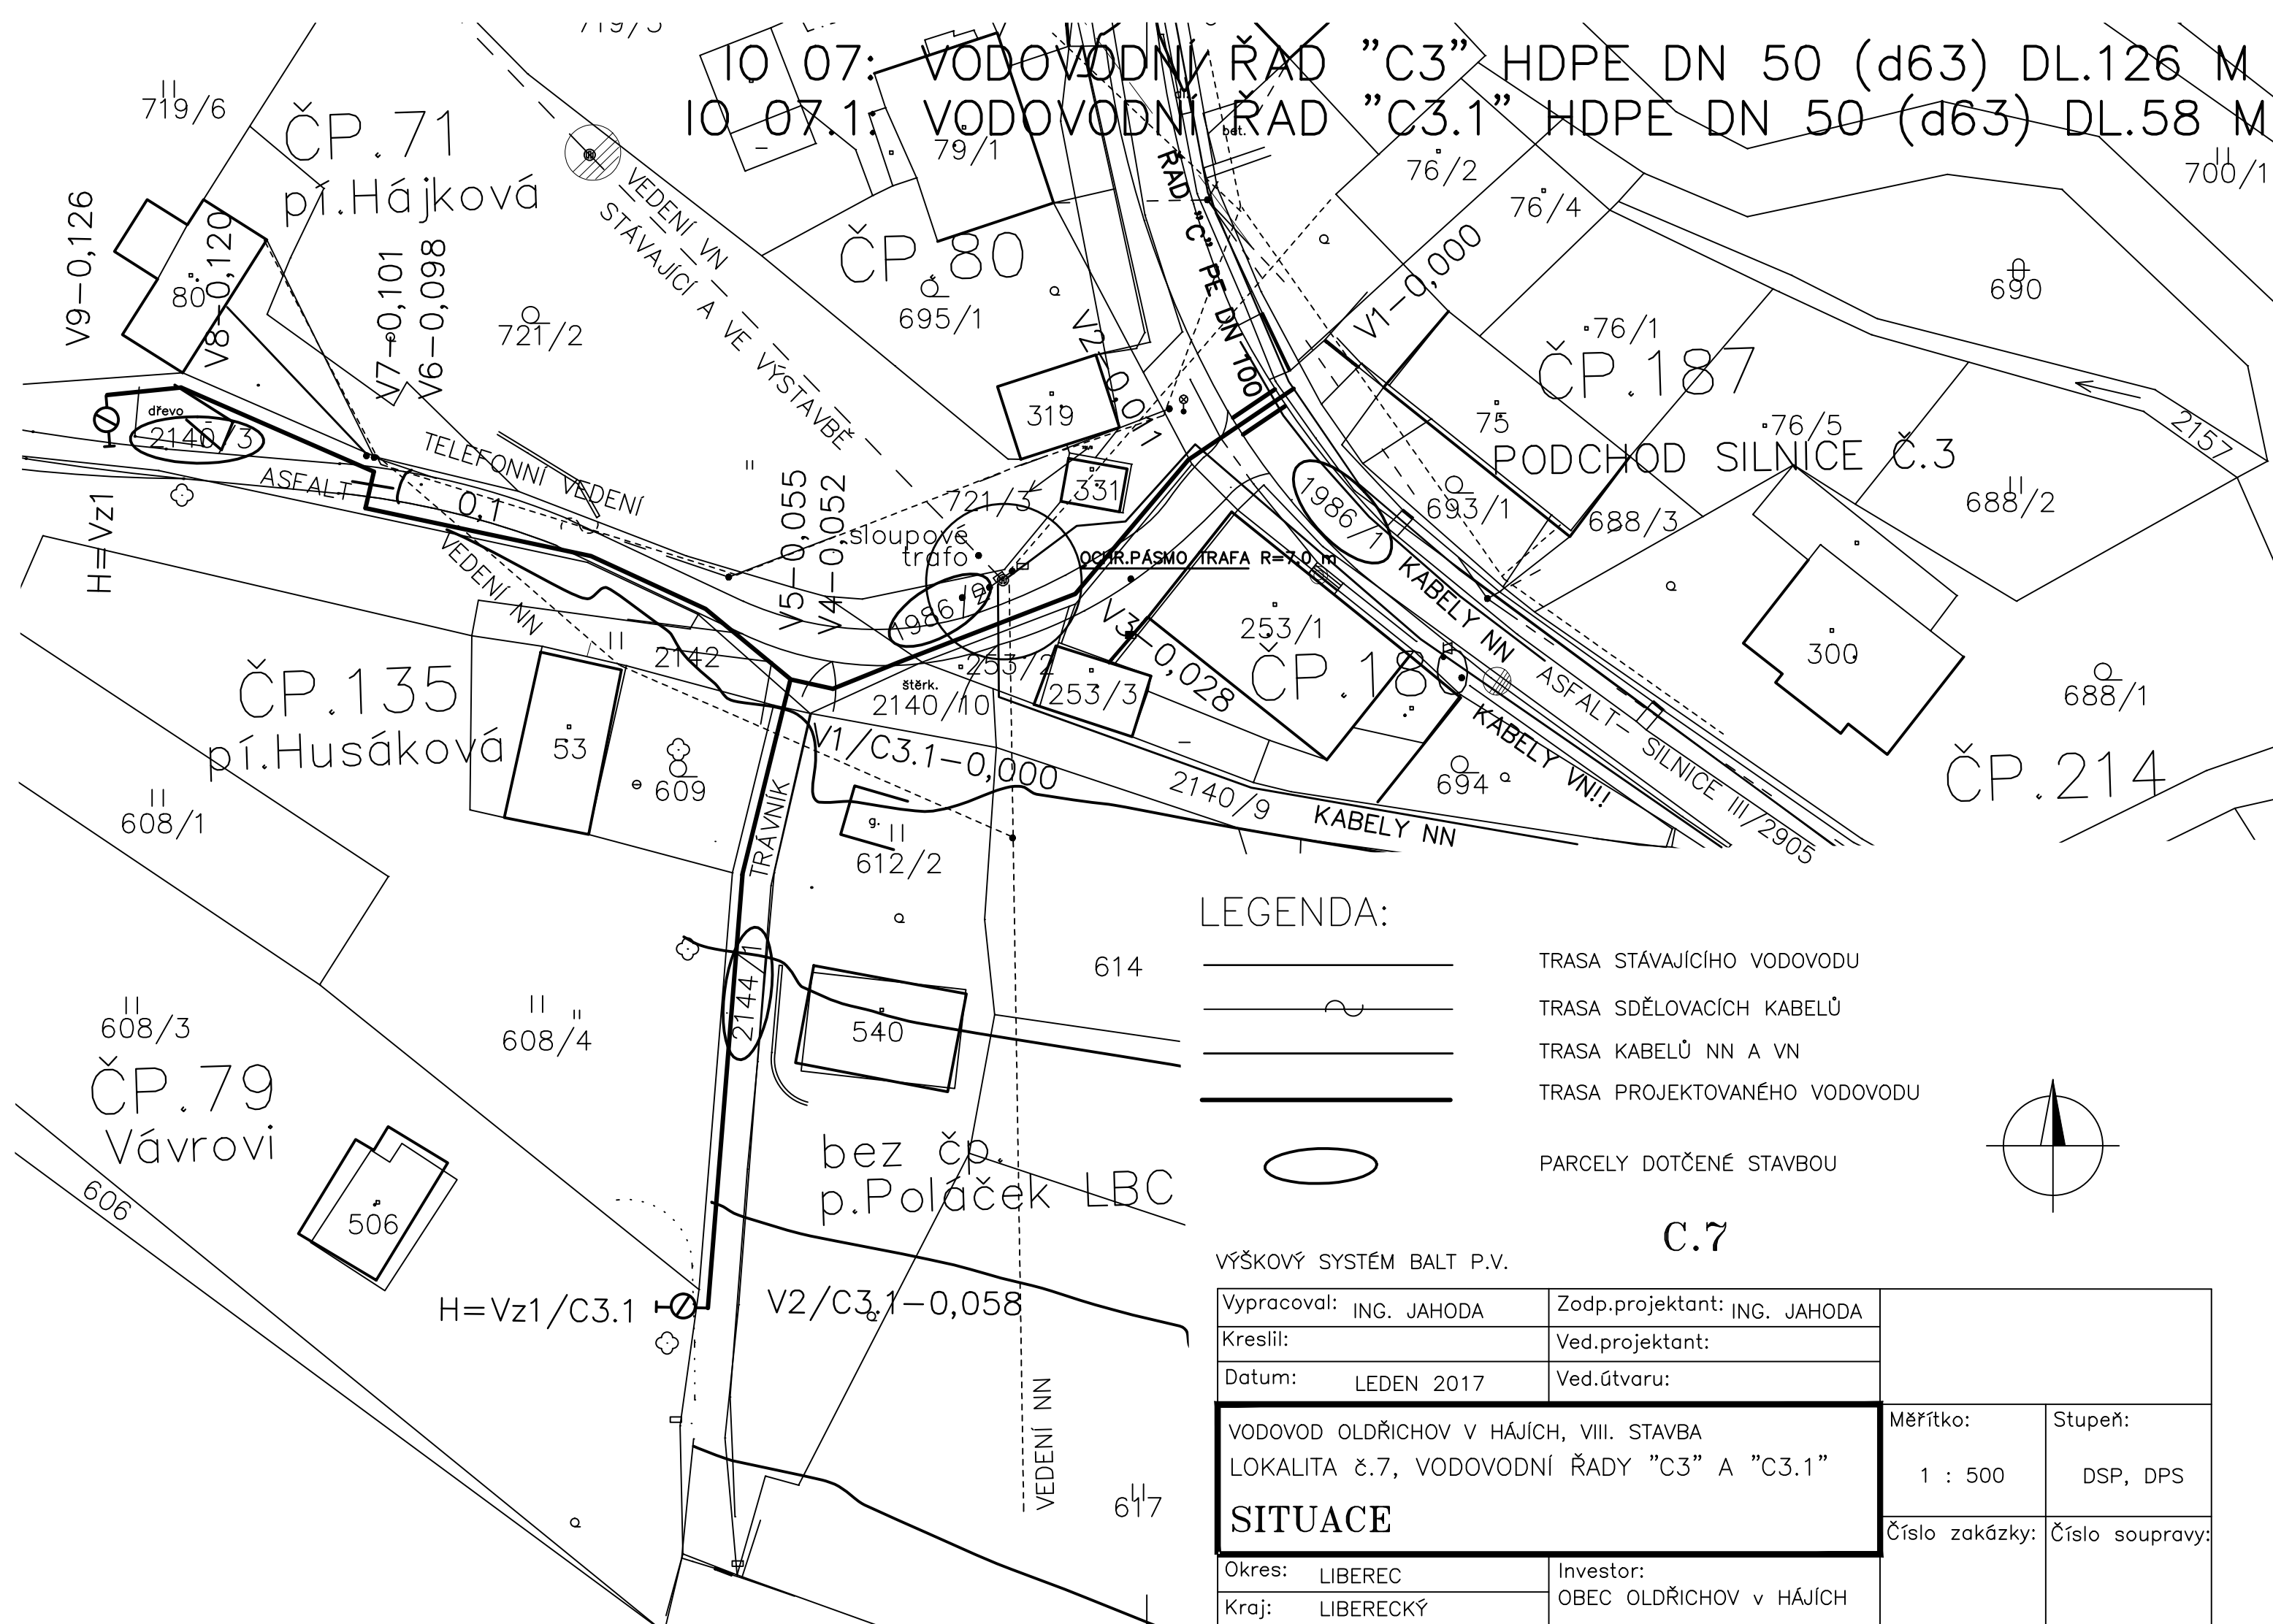 719/5
IO 07: VODOVODNÍ ŘAD "C3" HDPE DN 50 (d63) DL.126 M
IO 07.1: VODOVODNÍ ŘAD "C3.1" HDPE DN 50 (d63) DL.58 M
719/6
ČP.71
pí.Hájková
VEDENÍ VN
STÁVAJÍCÍ A VE VÝSTAVBĚ
79/1
bet.
76/2
76/4
700/1
690
ŘAD "C" PE DN 100
V9-0,126
V8-0,120
V7-0,101
V6-0,098
80
721/2
ČP.80
695/1
V1-0,000
76/1
ČP.187
75
76/5
2157
PODCHOD SILNICE Č.3
319
331
721/3
693/1
688/3
688/2
1986/1
dřevo
2140/3
ASFALT
TELEFONNÍ VEDENÍ
0,1
VEDENÍ NN
H=Vz1
V5-0,055
V4-0,052
sloupové
trafo
OCHR.PÁSMO TRAFA R=7.0 m
1986/2
V3-0,028
253/1
253/2
253/3
KABELY NN
ASFALT- SILNICE III/2905
KABELY VN!!
300
688/1
ČP.214
694
ČP.135
pí.Husáková
53
2142
609
štěrk.
2140/10
V1/C3.1-0,000
2140/9
KABELY NN
TRÁVNÍK
g.
612/2
608/1
608/3
608/4
2144/1
540
614
ČP.79
Vávrovi
606
506
bez čp.
p.Poláček LBC
H=Vz1/C3.1
V2/C3.1-0,058
VEDENÍ NN
617
LEGENDA:
TRASA STÁVAJÍCÍHO VODOVODU
TRASA SDĚLOVACÍCH KABELŮ
TRASA KABELŮ NN A VN
TRASA PROJEKTOVANÉHO VODOVODU
PARCELY DOTČENÉ STAVBOU
C.7
VÝŠKOVÝ SYSTÉM BALT P.V.
Vypracoval: ING. JAHODA
Zodp.projektant: ING. JAHODA
Kreslil:
Ved.projektant:
Datum: LEDEN 2017
Ved.útvaru:
VODOVOD OLDŘICHOV V HÁJÍCH, VIII. STAVBA
LOKALITA č.7, VODOVODNÍ ŘADY "C3" A "C3.1"
SITUACE
Měřítko:
1 : 500
Stupeň:
DSP, DPS
Číslo zakázky:
Číslo soupravy:
Okres: LIBEREC
Kraj: LIBERECKÝ
Investor:
OBEC OLDŘICHOV v HÁJÍCH